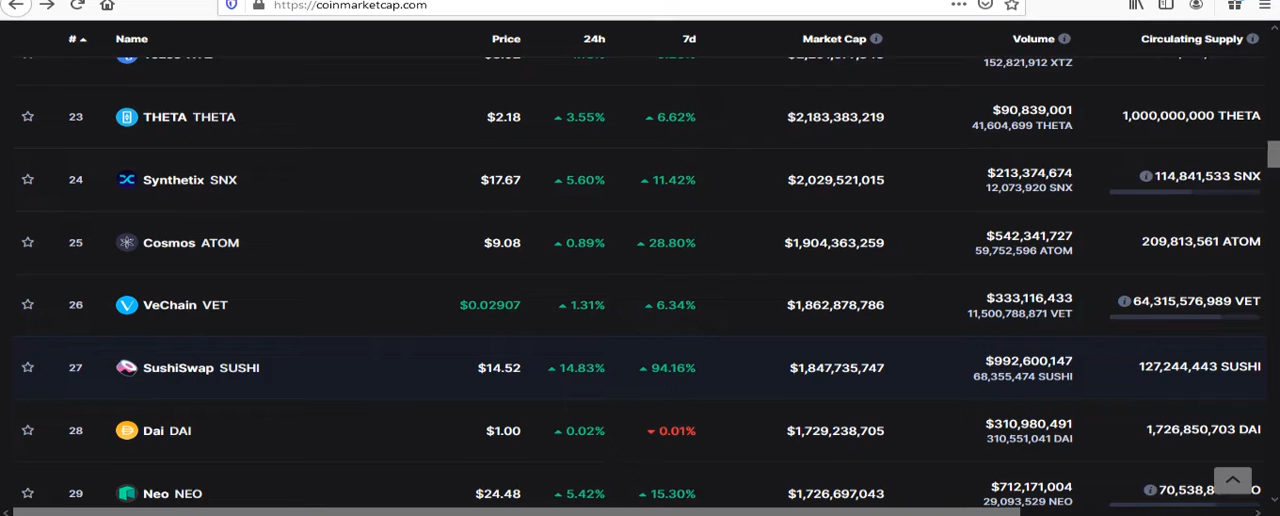 https://coinmarketcap.com
# Name Price 24h 7d Market Cap Volume Circulating Supply
152,821,912 XTZ
23 THETA THETA $2.18 3.55% 6.62% $2,183,383,219 $90,839,001 1,000,000,000 THETA
41,604,699 THETA
24 Synthetix SNX $17.67 5.60% 11.42% $2,029,521,015 $213,374,674 114,841,533 SNX
12,073,920 SNX
25 Cosmos ATOM $9.08 0.89% 28.80% $1,904,363,259 $542,341,727 209,813,561 ATOM
59,752,596 ATOM
26 VeChain VET $0.02907 1.31% 6.34% $1,862,878,786 $333,116,433 64,315,576,989 VET
11,500,788,871 VET
27 SushiSwap SUSHI $14.52 14.83% 94.16% $1,847,735,747 $992,600,147 127,244,443 SUSHI
68,355,474 SUSHI
28 Dai DAI $1.00 0.02% 0.01% $1,729,238,705 $310,980,491 1,726,850,703 DAI
310,551,041 DAI
29 Neo NEO $24.48 5.42% 15.30% $1,726,697,043 $712,171,004
29,093,529 NEO